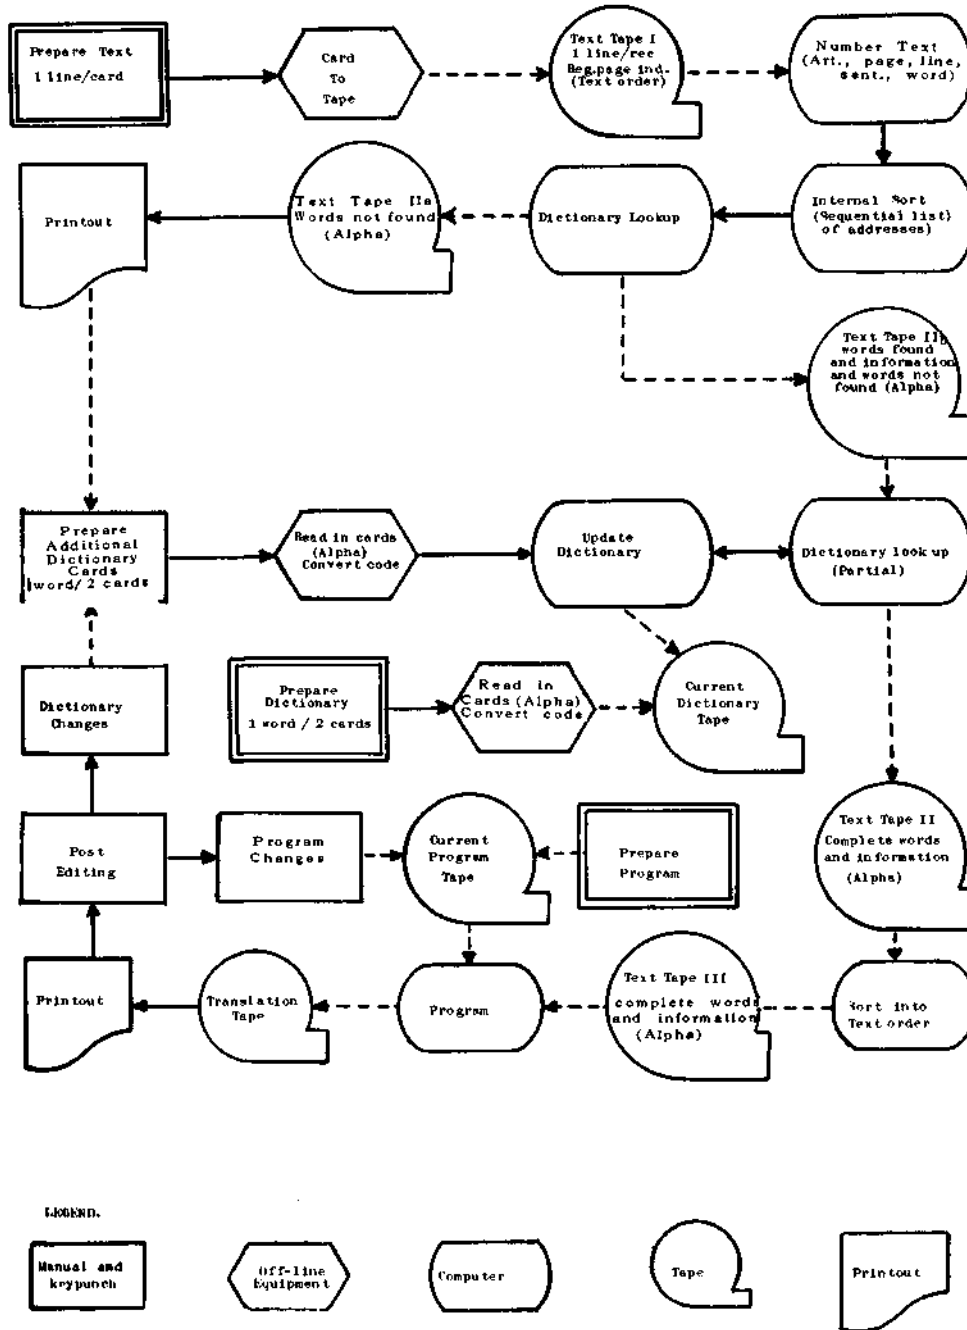 Prepare Text
1 line/card
Card
To
Tape
Text Tape I
1 line/rec
Beg.page ind.
(Text order)
Number Text
(Art., page, line,
sent., word)
Printout
Text Tape IIa
Words not found
(Alpha)
Dictionary Lookup
Internal Sort
(Sequential list)
of addresses)
Text Tape IIb
words found
and information
and words not
found (Alpha)
Prepare
Additional
Dictionary
Cards
1word/2 cards
Read in cards
(Alpha)
Convert code
Update
Dictionary
Dictionary look up
(Partial)
Dictionary
Changes
Prepare
Dictionary
1 word / 2 cards
Read in
Cards (Alpha)
Convert code
Current
Dictionary
Tape
Post
Editing
Program
Changes
Current
Program
Tape
Prepare
Program
Text Tape II
Complete words
and information
(Alpha)
Printout
Translation
Tape
Program
Text Tape III
complete words
and information
(Alpha)
Sort into
Text order
LEGEND.
Manual and
keypunch
Off-line
Equipment
Computer
Tape
Printout